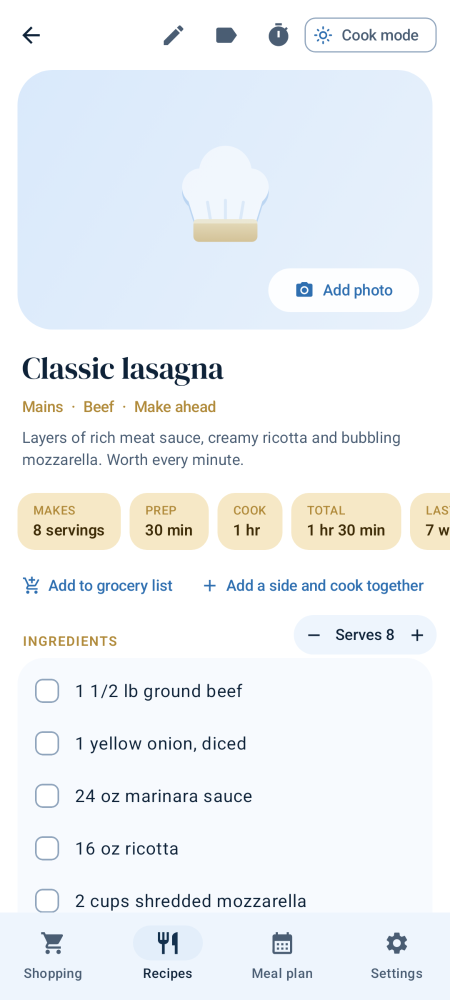 Cook mode
Add photo
Classic lasagna
Mains · Beef · Make ahead
Layers of rich meat sauce, creamy ricotta and bubbling
mozzarella. Worth every minute.
MAKES PREP COOK TOTAL
8 servings 30 min 1 hr 1 hr 30 min 7
Add to grocery list + Add a side and cook together
INGREDIENTS − Serves 8 +
1 1/2 lb ground beef
1 yellow onion, diced
24 oz marinara sauce
16 oz ricotta
2 cups shredded mozzarella
Shopping Recipes Meal plan Settings